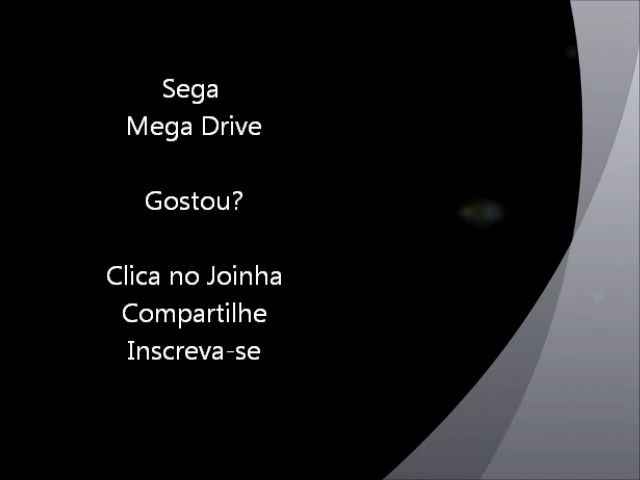 Sega
Mega Drive
Gostou?
Clica no Joinha
Compartilhe
Inscreva-se